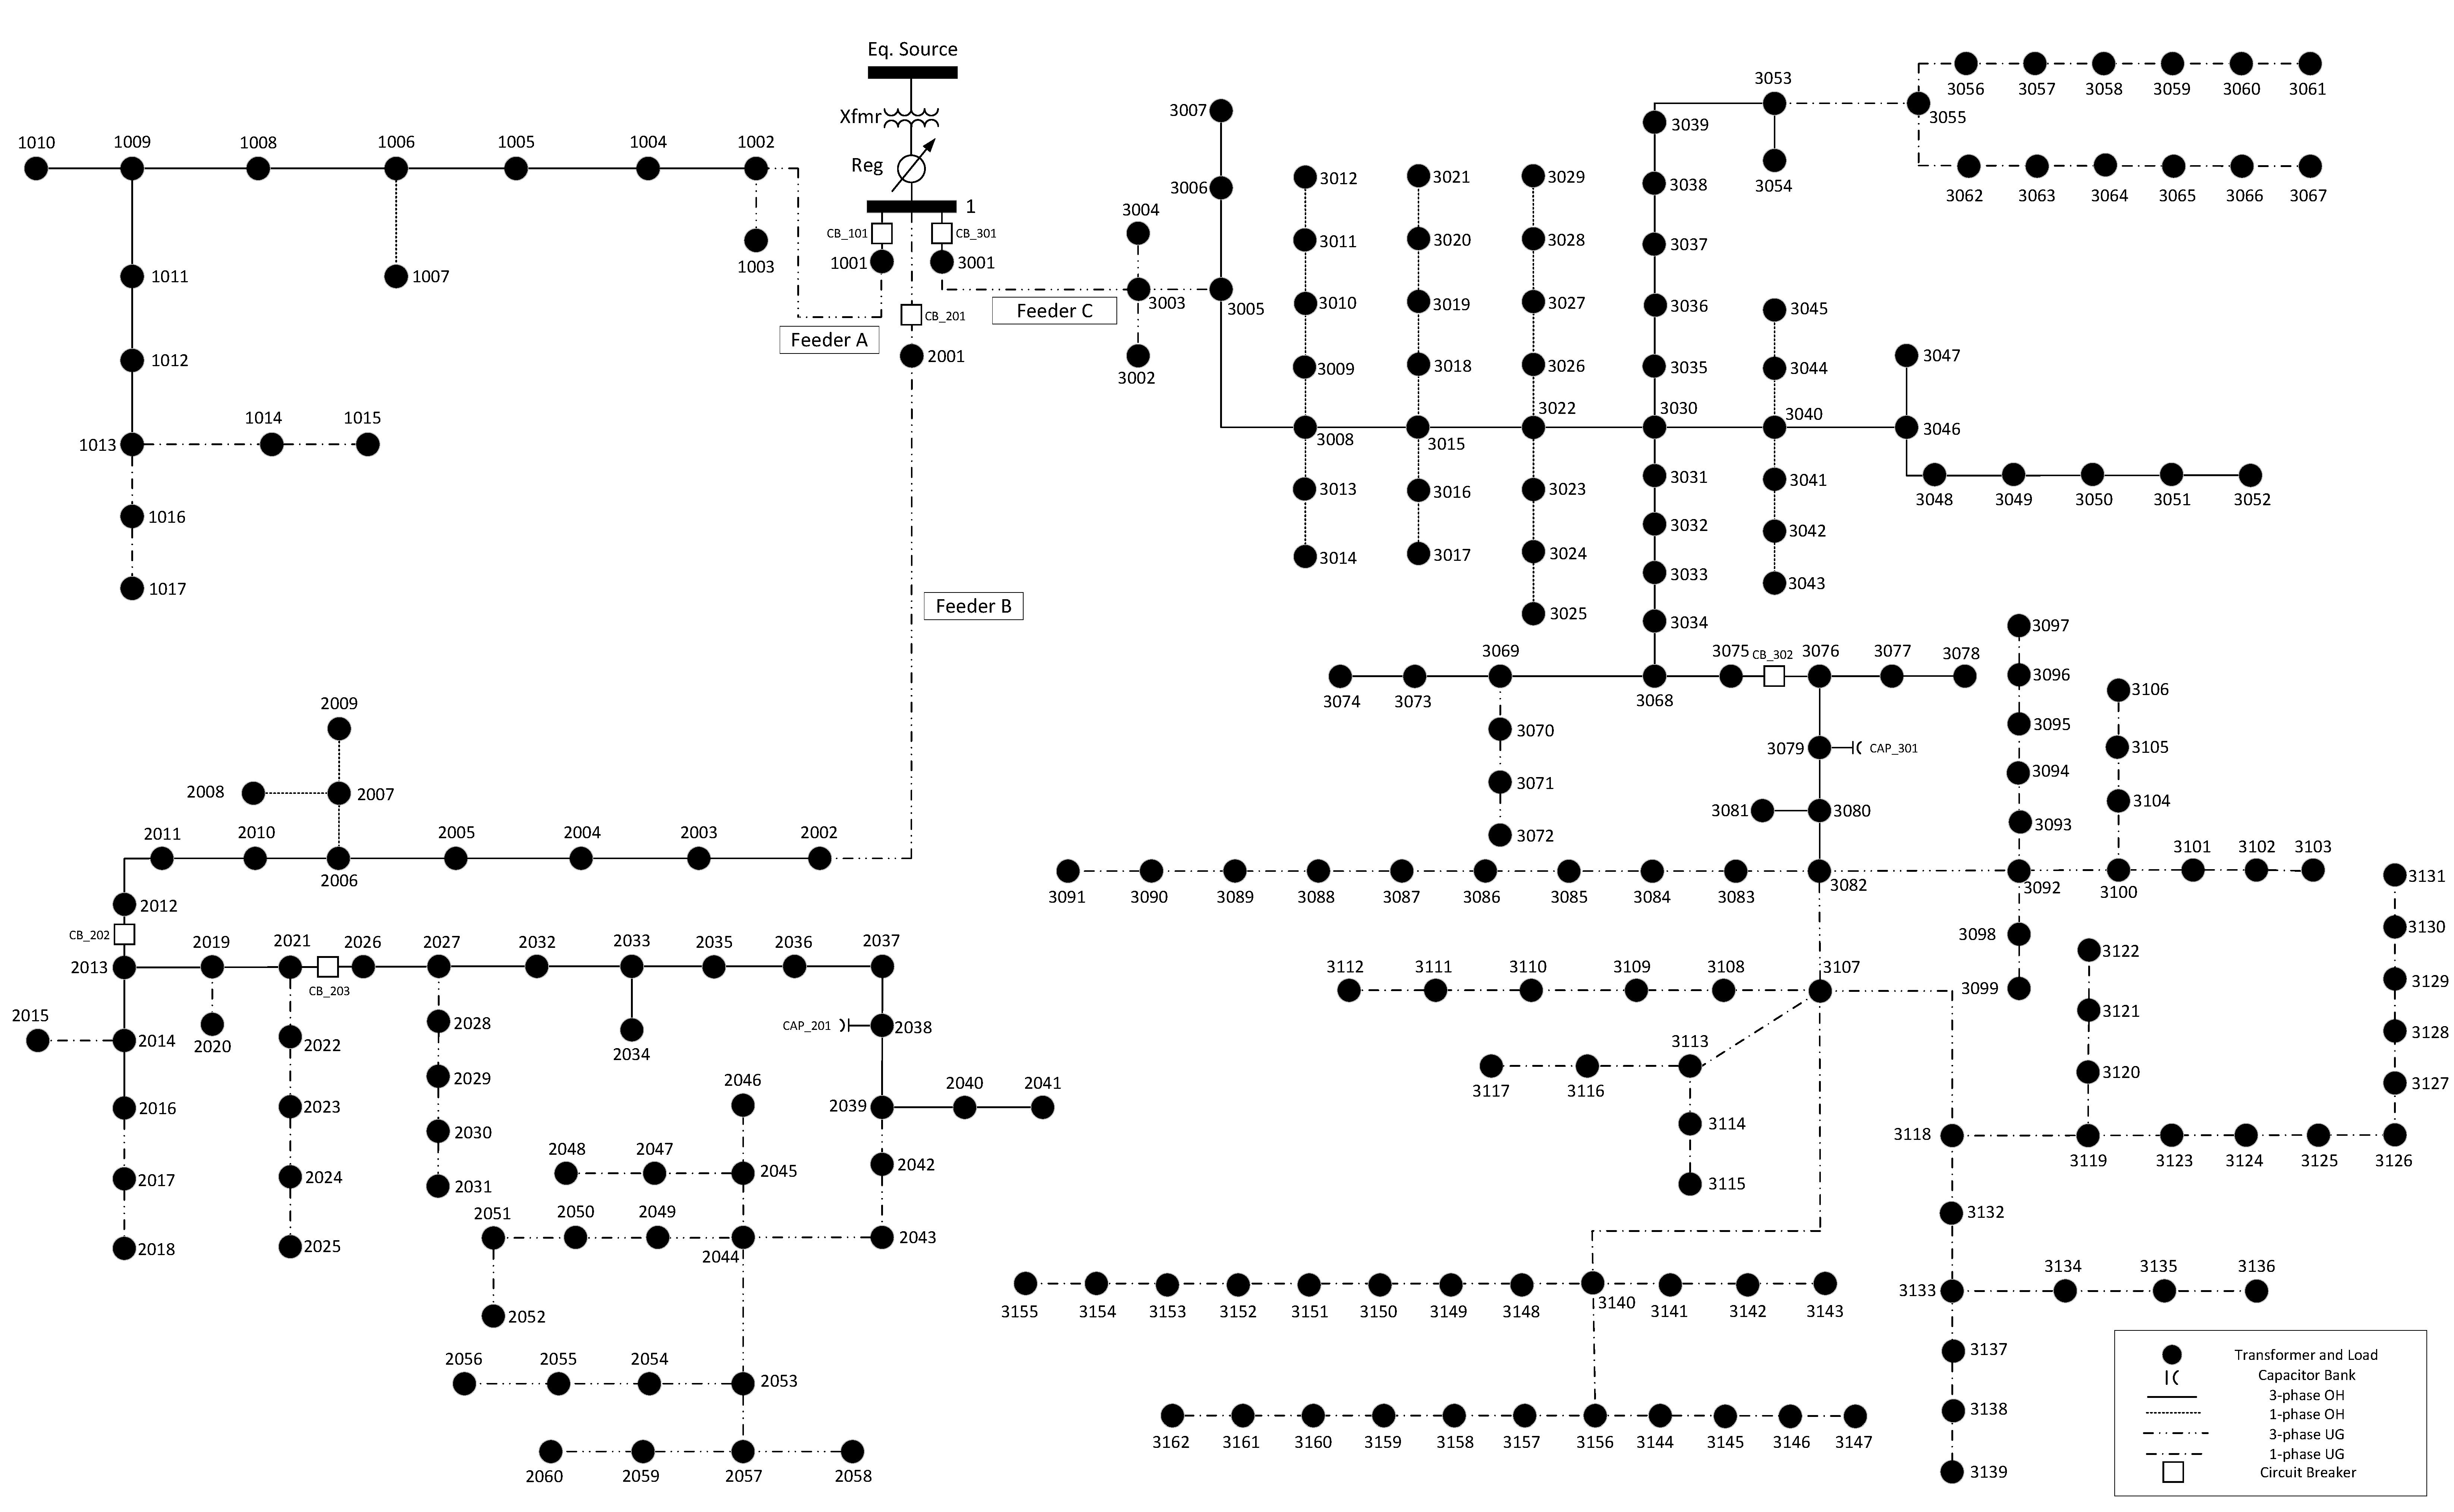 Eq. Source
Xfmr
Reg
1
CB_101
CB_301
1001
3001
CB_201
2001
Feeder A
Feeder C
Feeder B
1010 1009 1008 1006 1005 1004 1002
1003
1007
1011
1012
1013
1014 1015
1016
1017
2009
2008 2007
2011 2010 2006 2005 2004 2003 2002
2012
CB_202
2013 2019 2021 CB_203 2026 2027 2032 2033 2035 2036 2037
2015 2014 2020 2022 2028 2034 CAP_201 2038
2016 2023 2029 2039 2040 2041
2017 2024 2030 2042
2018 2025 2031 2043
2046
2048 2047 2045
2051 2050 2049 2044
2052
2056 2055 2054 2053
2060 2059 2057 2058
3007
3006
3004
3003
3005
3002
3012 3021 3029
3011 3020 3028
3010 3019 3027
3009 3018 3026
3008 3015 3022 3030 3040 3046
3013 3016 3023
3014 3017 3024
3025
3053
3039
3054
3038
3037
3036
3035
3055
3056 3057 3058 3059 3060 3061
3062 3063 3064 3065 3066 3067
3045
3044
3041
3042
3043
3047
3048 3049 3050 3051 3052
3031
3032
3033
3034
3074 3073 3069 3068 3075 CB_302 3076 3077 3078
3070
3071
3072
3079 CAP_301
3081 3080
3097
3096
3095
3094
3093
3106
3105
3104
3091 3090 3089 3088 3087 3086 3085 3084 3083 3082 3092 3100 3101 3102 3103
3098
3099
3112 3111 3110 3109 3108 3107
3113
3117 3116
3114
3115
3122
3121
3120
3131
3130
3129
3128
3127
3118 3119 3123 3124 3125 3126
3132
3133 3134 3135 3136
3137
3138
3139
3155 3154 3153 3152 3151 3150 3149 3148 3140 3141 3142 3143
3162 3161 3160 3159 3158 3157 3156 3144 3145 3146 3147
Transformer and Load
Capacitor Bank
3-phase OH
1-phase OH
3-phase UG
1-phase UG
Circuit Breaker